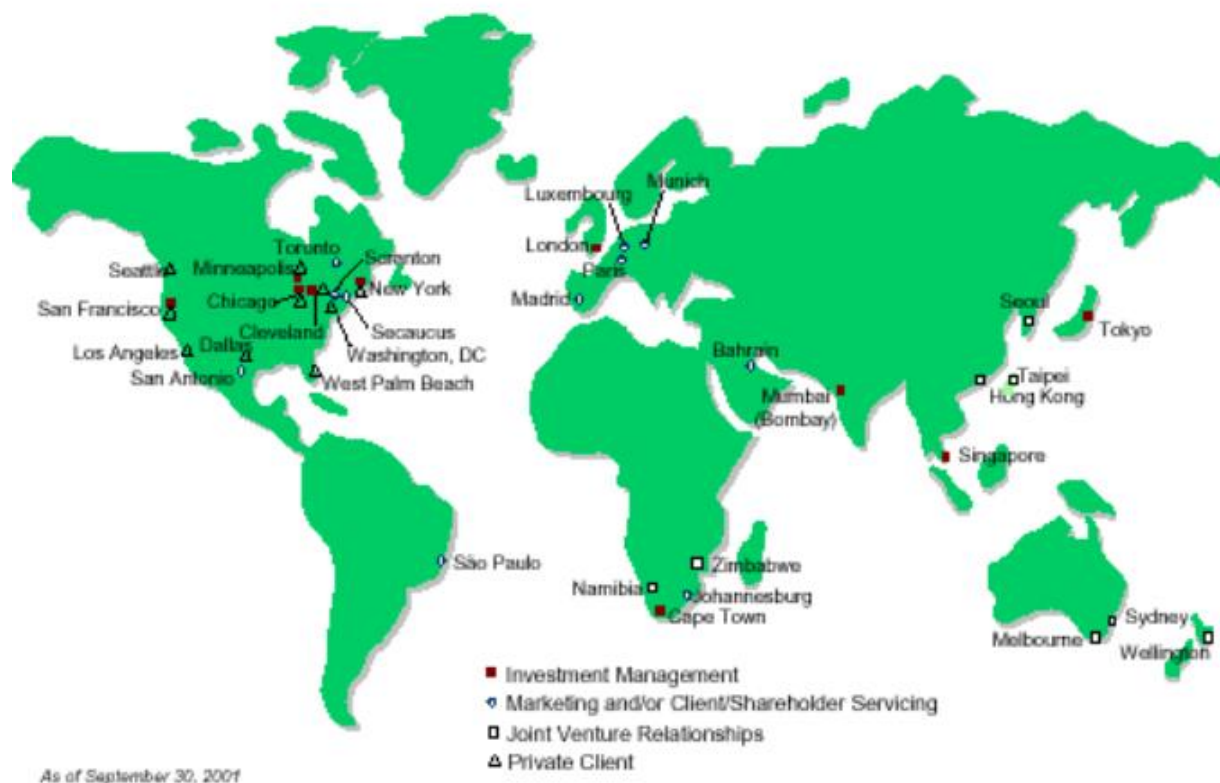 Luxembourg
Munich
London
Paris
Madrid
Toronto
Scranton
Seattle
Minneapolis
New York
San Francisco
Chicago
Cleveland
Secaucus
Los Angeles
Dallas
Washington, DC
San Antonio
West Palm Beach
Seoul
Tokyo
Bahrain
Taipei
Hong Kong
Mumbai
(Bombay)
Singapore
São Paulo
Zimbabwe
Namibia
Johannesburg
Cape Town
Sydney
Melbourne
Wellington
Investment Management
Marketing and/or Client/Shareholder Servicing
Joint Venture Relationships
Private Client
As of September 30, 2001